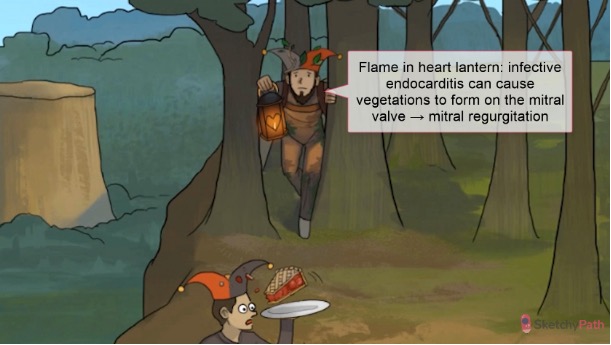 Flame in heart lantern: infective
endocarditis can cause
vegetations to form on the mitral
valve → mitral regurgitation
SketchyPath